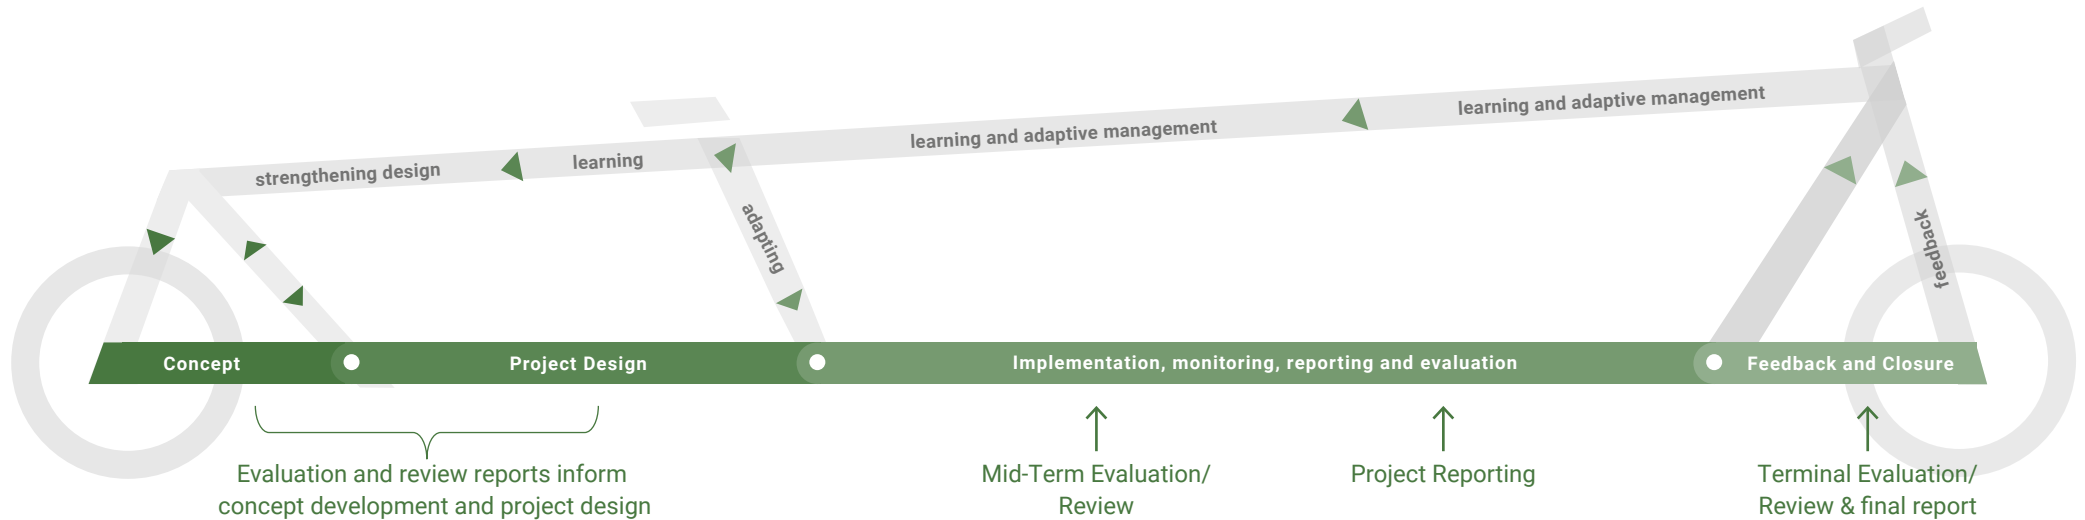 learning and adaptive management
learning and adaptive management
learning
strengthening design
adapting
feedback
Concept
Project Design
Implementation, monitoring, reporting and evaluation
Feedback and Closure
Evaluation and review reports inform
concept development and project design
Mid-Term Evaluation/
Review
Project Reporting
Terminal Evaluation/
Review & final report